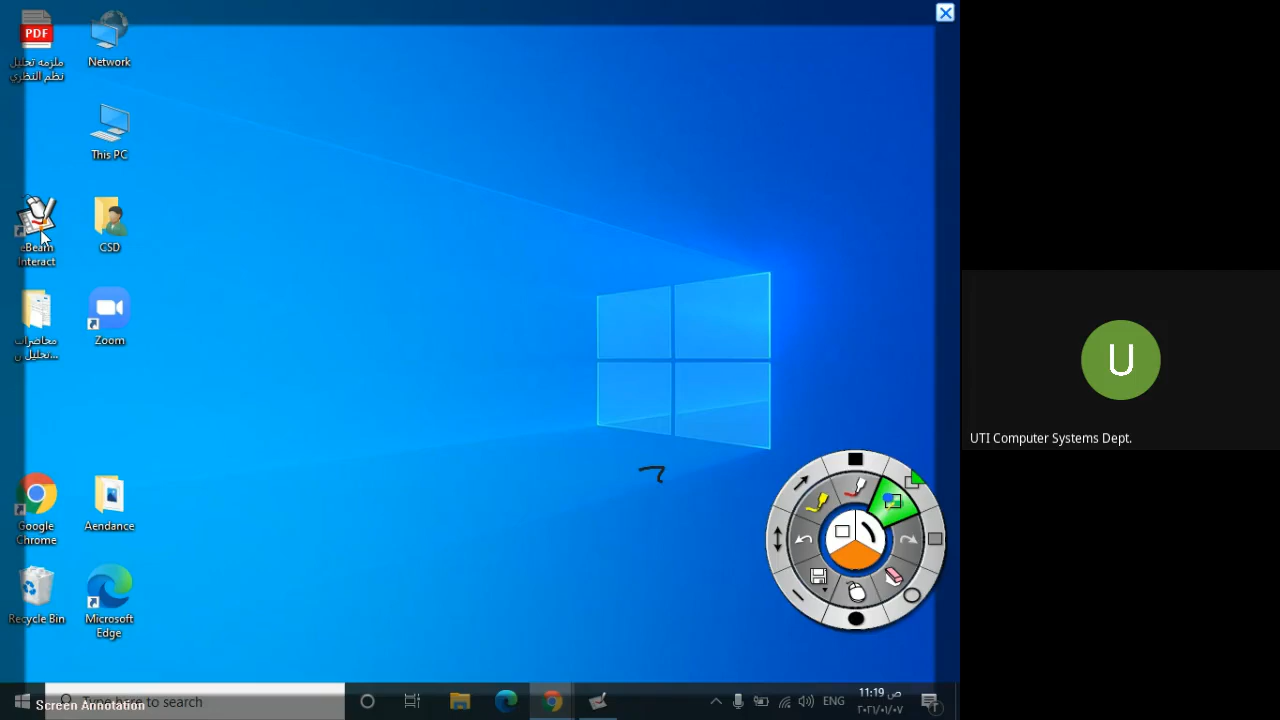 PDF
ملزمه تحليل
نظم النظري
Network
This PC
eBeam
Interact
CSD
محاضرات
تحليل ن...
Zoom
Google
Chrome
Aendance
Recycle Bin
Microsoft
Edge
U
UTI Computer Systems Dept.
Type here to search
Screen Annotation
ENG
11:19 ص
٢٠٢١/٠١/٠٧